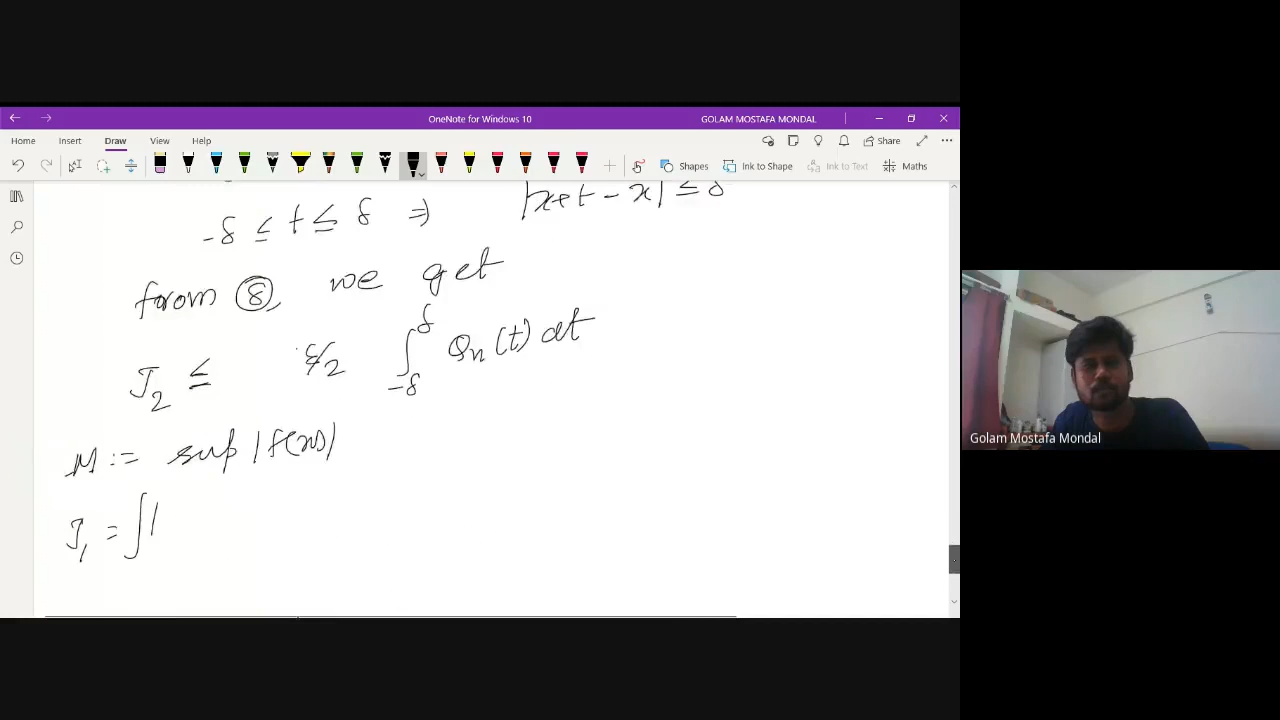 OneNote for Windows 10
GOLAM MOSTAFA MONDAL
Home Insert Draw View Help
Share
Shapes Ink to Shape Ink to Text Maths
-δ ≤ t ≤ δ ⇒ |x+t - x| ≤ δ
from ⑧, we get
J₂ ≤ ε/2 ∫_{-δ}^{δ} Qₙ(t) dt
M := sup |f(x)|
J₁ = ∫|
Golam Mostafa Mondal